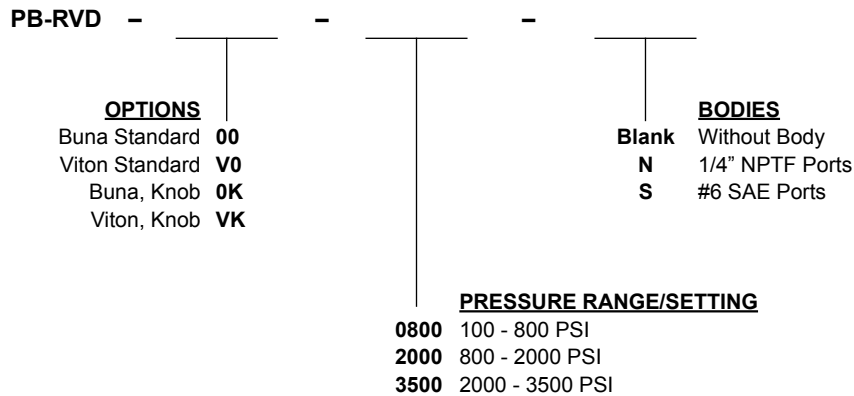 PB-RVD – – –
OPTIONS
Buna Standard 00
Viton Standard V0
Buna, Knob 0K
Viton, Knob VK
BODIES
Blank Without Body
N 1/4” NPTF Ports
S #6 SAE Ports
PRESSURE RANGE/SETTING
0800 100 - 800 PSI
2000 800 - 2000 PSI
3500 2000 - 3500 PSI